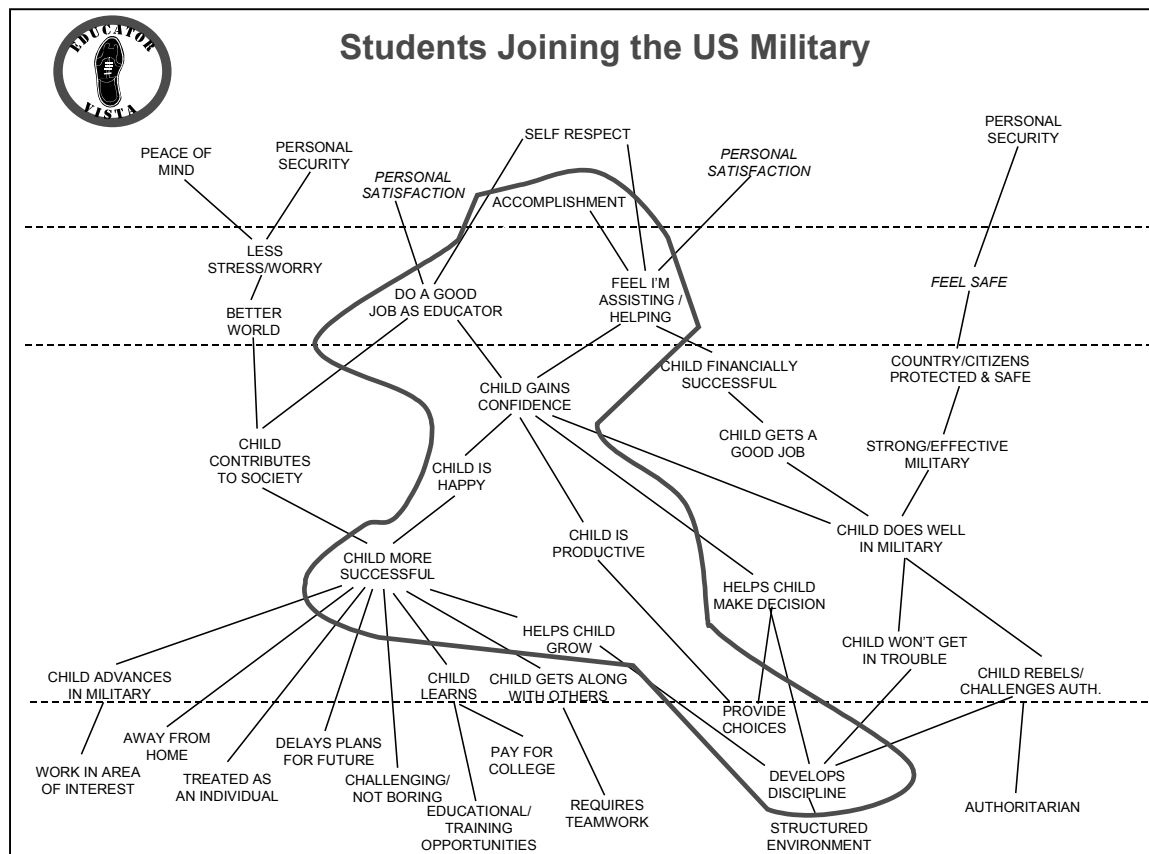 EDUCATOR
VISTA
Students Joining the US Military
PEACE OF
MIND
PERSONAL
SECURITY
PERSONAL
SATISFACTION
SELF RESPECT
ACCOMPLISHMENT
PERSONAL
SATISFACTION
PERSONAL
SECURITY
LESS
STRESS/WORRY
BETTER
WORLD
DO A GOOD
JOB AS EDUCATOR
FEEL I'M
ASSISTING /
HELPING
FEEL SAFE
CHILD GAINS
CONFIDENCE
CHILD FINANCIALLY
SUCCESSFUL
COUNTRY/CITIZENS
PROTECTED & SAFE
CHILD
CONTRIBUTES
TO SOCIETY
CHILD IS
HAPPY
CHILD GETS A
GOOD JOB
STRONG/EFFECTIVE
MILITARY
CHILD MORE
SUCCESSFUL
CHILD IS
PRODUCTIVE
CHILD DOES WELL
IN MILITARY
HELPS CHILD
MAKE DECISION
HELPS CHILD
GROW
CHILD WON'T GET
IN TROUBLE
CHILD ADVANCES
IN MILITARY
CHILD
LEARNS
CHILD GETS ALONG
WITH OTHERS
CHILD REBELS/
CHALLENGES AUTH.
PROVIDE
CHOICES
AWAY FROM
HOME
WORK IN AREA
OF INTEREST
TREATED AS
AN INDIVIDUAL
DELAYS PLANS
FOR FUTURE
CHALLENGING/
NOT BORING
PAY FOR
COLLEGE
EDUCATIONAL/
TRAINING
OPPORTUNITIES
REQUIRES
TEAMWORK
DEVELOPS
DISCIPLINE
STRUCTURED
ENVIRONMENT
AUTHORITARIAN